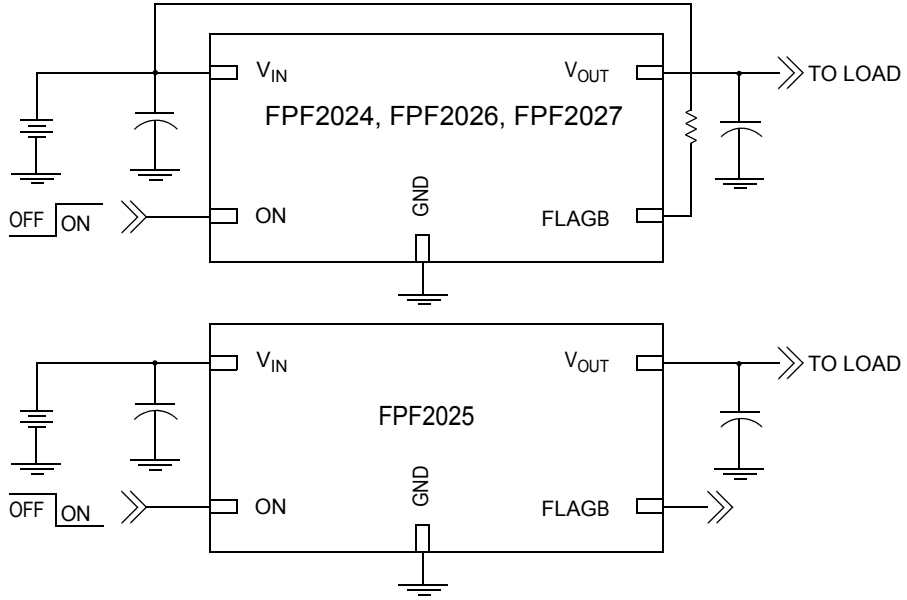 V_IN V_OUT TO LOAD
FPF2024, FPF2026, FPF2027
GND
OFF ON ON FLAGB
V_IN V_OUT TO LOAD
FPF2025
GND
OFF ON ON FLAGB